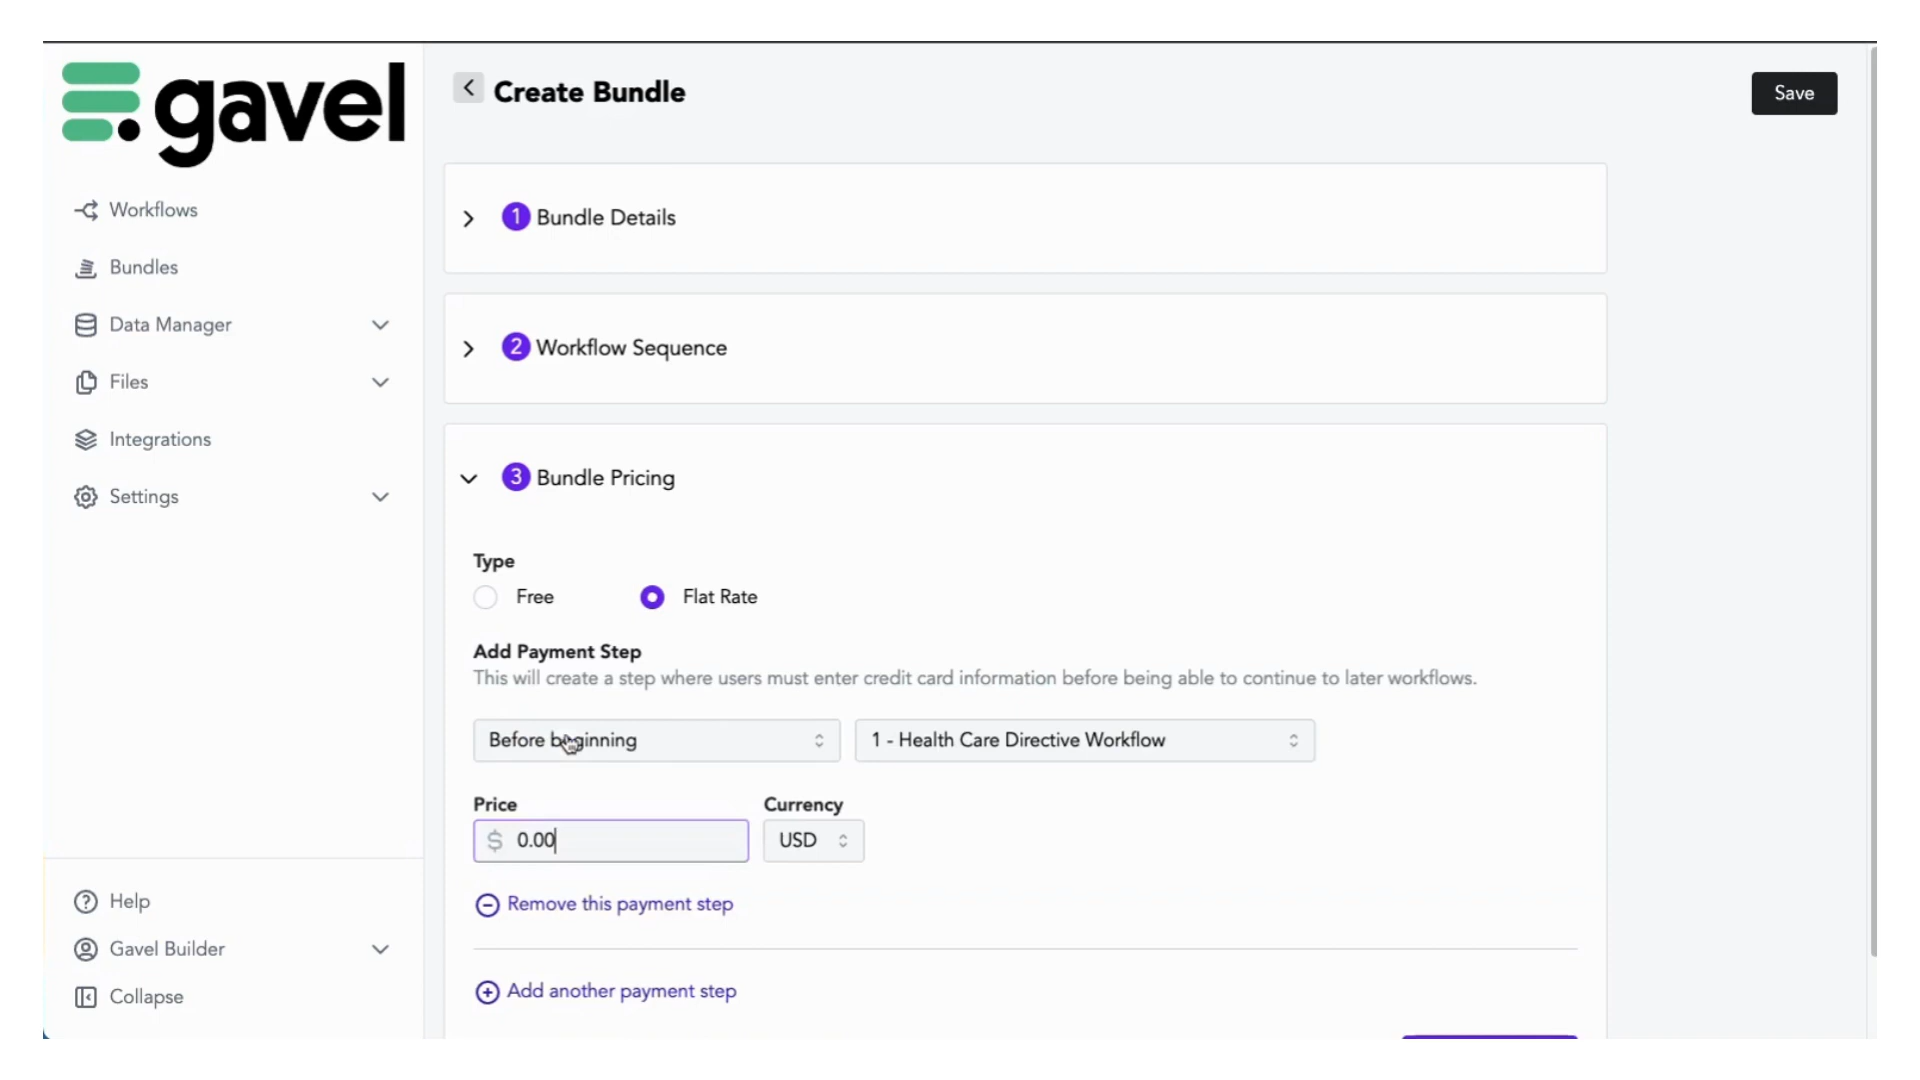 gavel
Create Bundle
Save
Workflows
Bundles
Data Manager
Files
Integrations
Settings
Help
Gavel Builder
Collapse
1 Bundle Details
2 Workflow Sequence
3 Bundle Pricing
Type
Free Flat Rate
Add Payment Step
This will create a step where users must enter credit card information before being able to continue to later workflows.
Before beginning 1 - Health Care Directive Workflow
Price Currency
$ 0.00 USD
Remove this payment step
Add another payment step